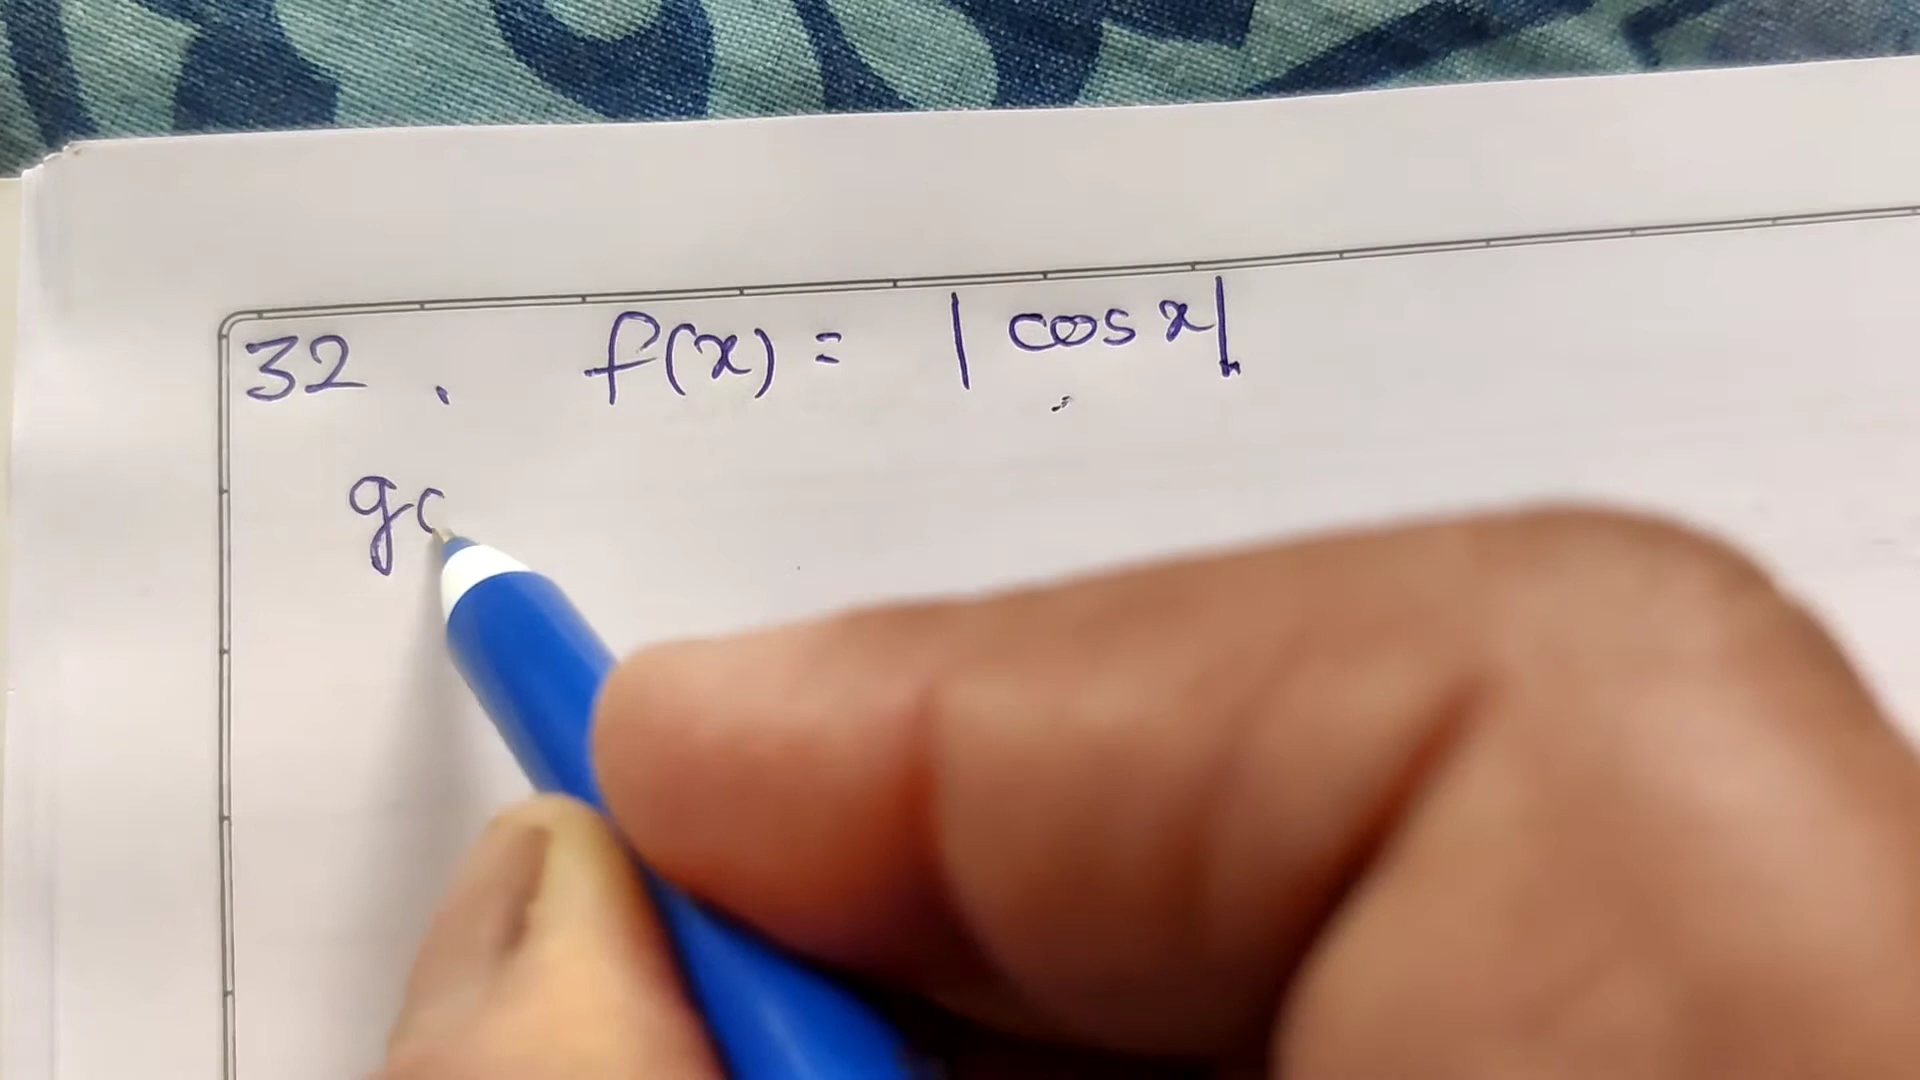 32. f(x) = | cos x|
g(